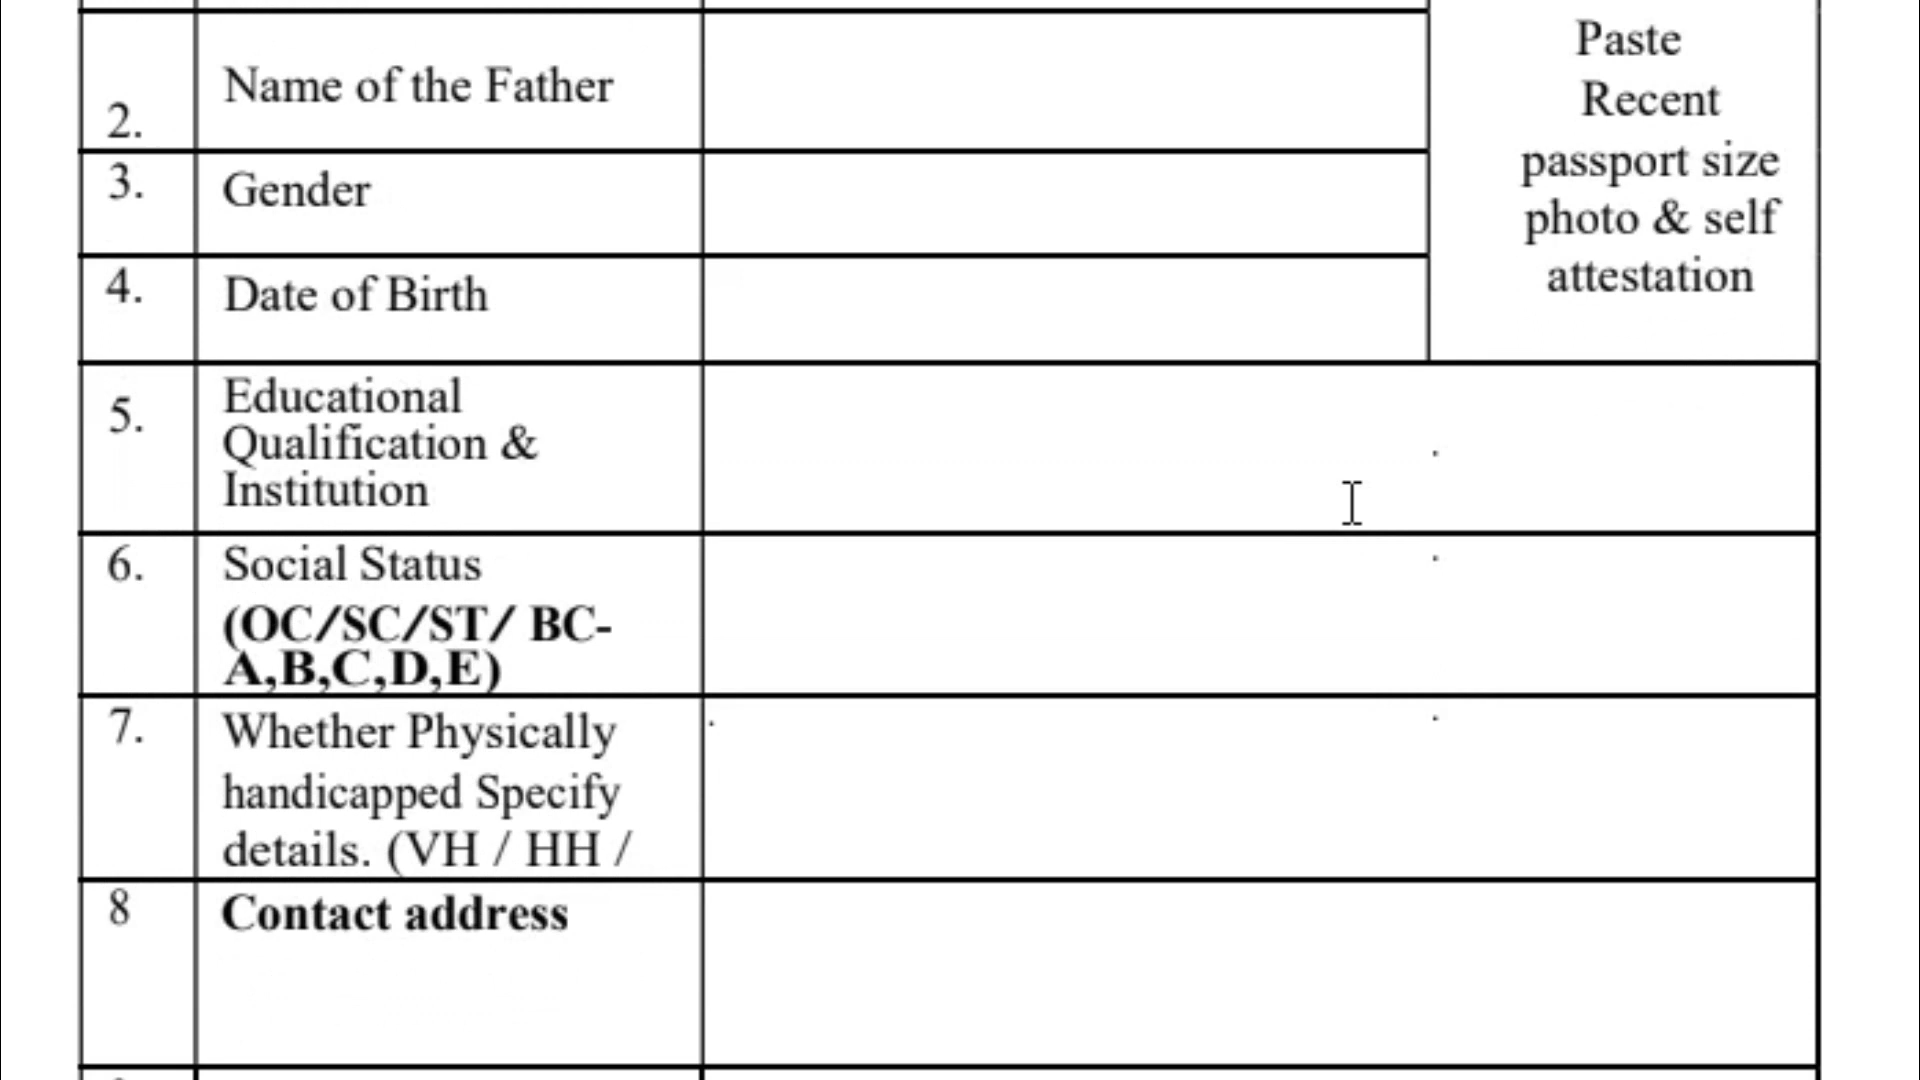 Paste
Recent
passport size
photo & self
attestation
2. Name of the Father
3. Gender
4. Date of Birth
5. Educational
Qualification &
Institution
6. Social Status
(OC/SC/ST/ BC-
A,B,C,D,E)
7. Whether Physically
handicapped Specify
details. (VH / HH /
8 Contact address